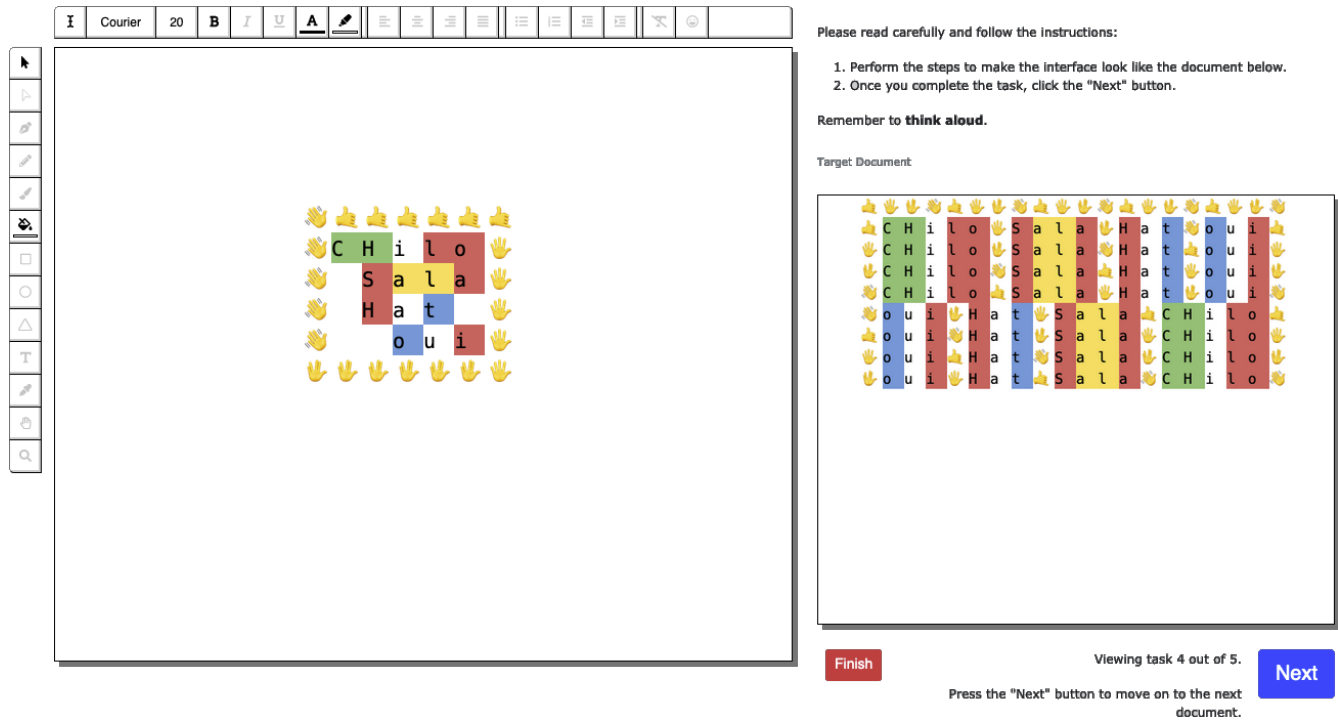 Courier 20 B I U A
Please read carefully and follow the instructions:
1. Perform the steps to make the interface look like the document below.
2. Once you complete the task, click the "Next" button.
Remember to think aloud.
Target Document
👋🤙🤙🤙🤙🤙🤙
👋C H i l o🖐
👋 S a l a🖐
👋 H a t 🖐
👋 o u i🖐
🖖🖖🖖🖖🖖🖖🖐
T
🤙🖐🖖👋🤙🖐🖖👋🤙🖐🖖👋🤙🖐🖖👋🤙🖐🖖👋
🤙C H i l o🖐S a l a🖖H a t👋o u i🤙
🖐C H i l o🖖S a l a👋H a t🤙o u i🖐
🖖C H i l o👋S a l a🤙H a t🖐o u i🖖
👋C H i l o🤙S a l a🖐H a t🖖o u i👋
👋o u i🖖H a t🖐S a l a🤙C H i l o🤙
🤙o u i👋H a t🖖S a l a🖐C H i l o🖐
🖐o u i🤙H a t👋S a l a🖖C H i l o🖖
🖖o u i🖐H a t🤙S a l a👋C H i l o👋
Finish
Viewing task 4 out of 5.
Next
Press the "Next" button to move on to the next
document.